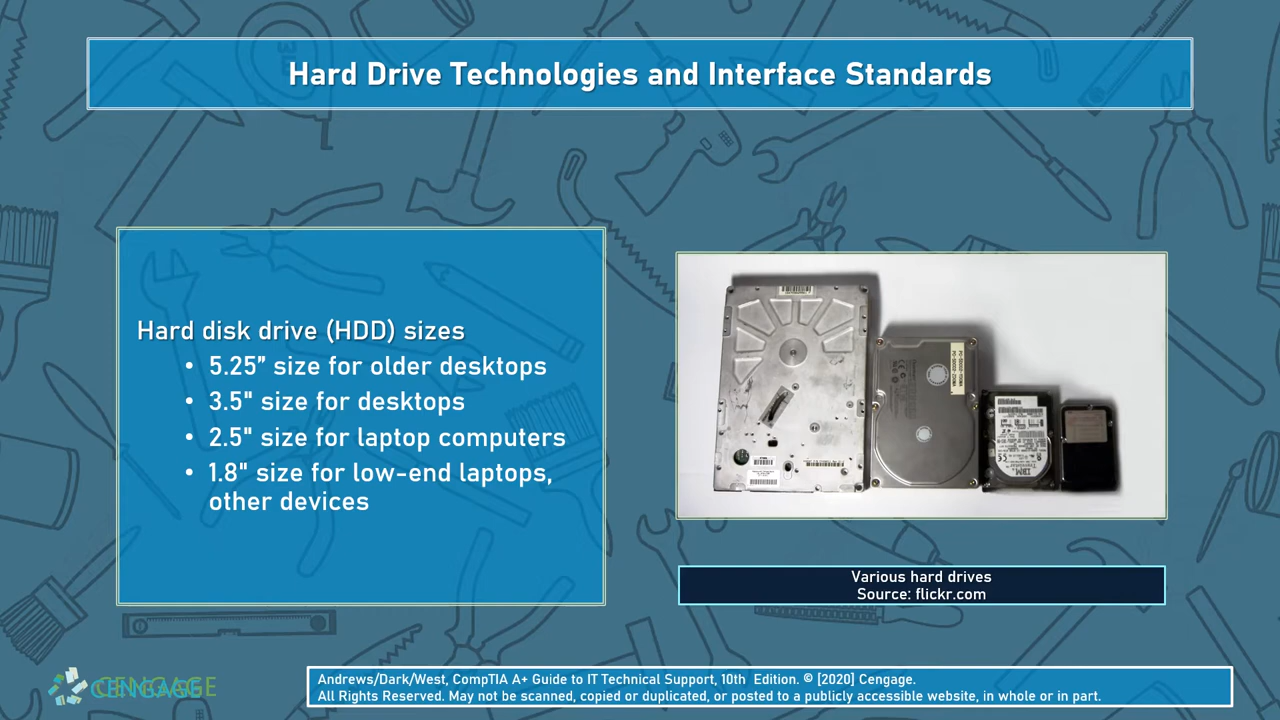 Hard Drive Technologies and Interface Standards
Hard disk drive (HDD) sizes
• 5.25” size for older desktops
• 3.5" size for desktops
• 2.5" size for laptop computers
• 1.8" size for low-end laptops,
other devices
IBM
Various hard drives
Source: flickr.com
CENGAGE
Andrews/Dark/West, CompTIA A+ Guide to IT Technical Support, 10th Edition. © [2020] Cengage.
All Rights Reserved. May not be scanned, copied or duplicated, or posted to a publicly accessible website, in whole or in part.